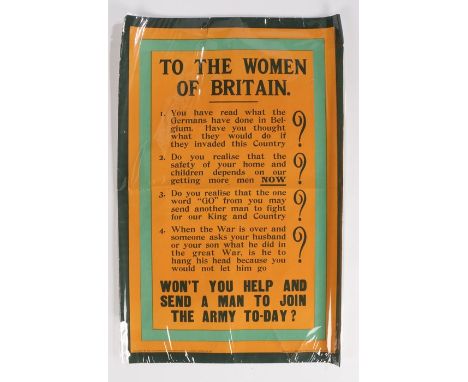 TO THE WOMEN
OF BRITAIN.
1. You have read what the
Germans have done in Bel-
gium. Have you thought
what they would do if
they invaded this Country ?
2. Do you realise that the
safety of your home and
children depends on our
getting more men NOW ?
3. Do you realise that the one
word "GO" from you may
send another man to fight
for our King and Country ?
4. When the War is over and
someone asks your husband
or your son what he did in
the great War, is he to
hang his head because you
would not let him go ?
WON'T YOU HELP AND
SEND A MAN TO JOIN
THE ARMY TO-DAY ?